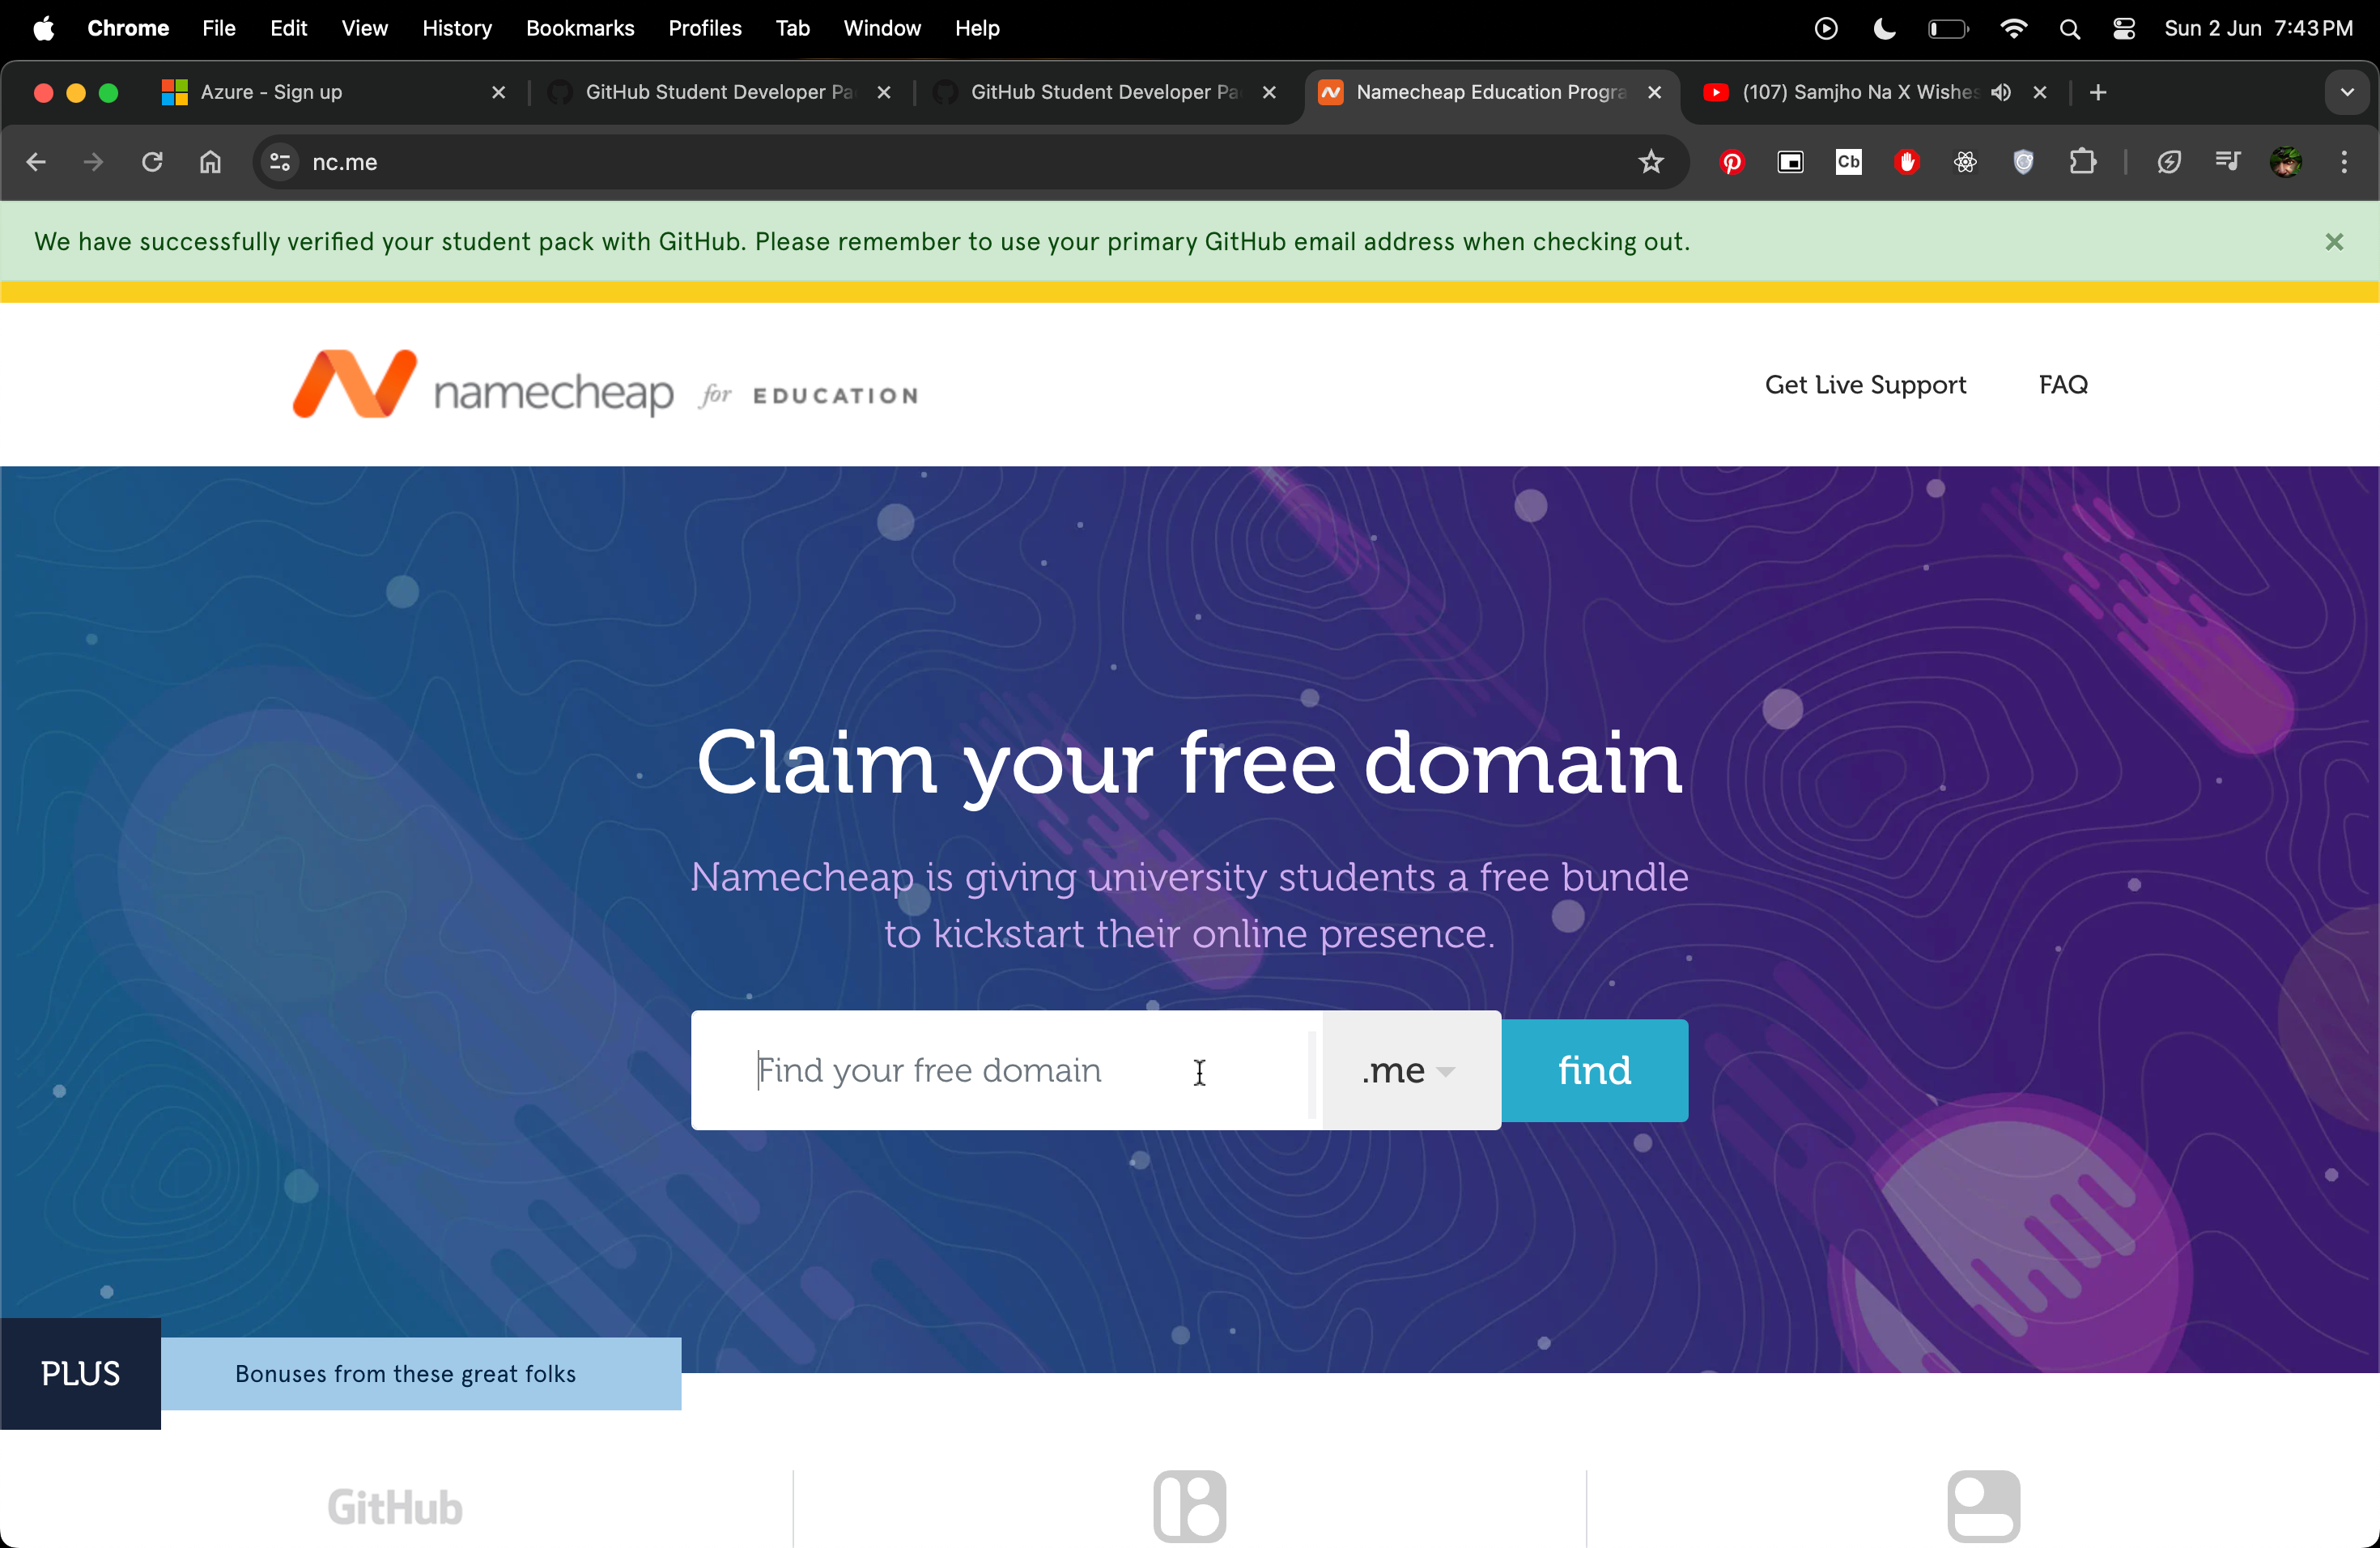 Chrome File Edit View History Bookmarks Profiles Tab Window Help Sun 2 Jun 7:43 PM
Azure - Sign up GitHub Student Developer Pa GitHub Student Developer Pa Namecheap Education Progra (107) Samjho Na X Wishes
nc.me Cb
We have successfully verified your student pack with GitHub. Please remember to use your primary GitHub email address when checking out.
namecheap for EDUCATION Get Live Support FAQ
Claim your free domain
Namecheap is giving university students a free bundle
to kickstart their online presence.
Find your free domain .me find
PLUS Bonuses from these great folks
GitHub